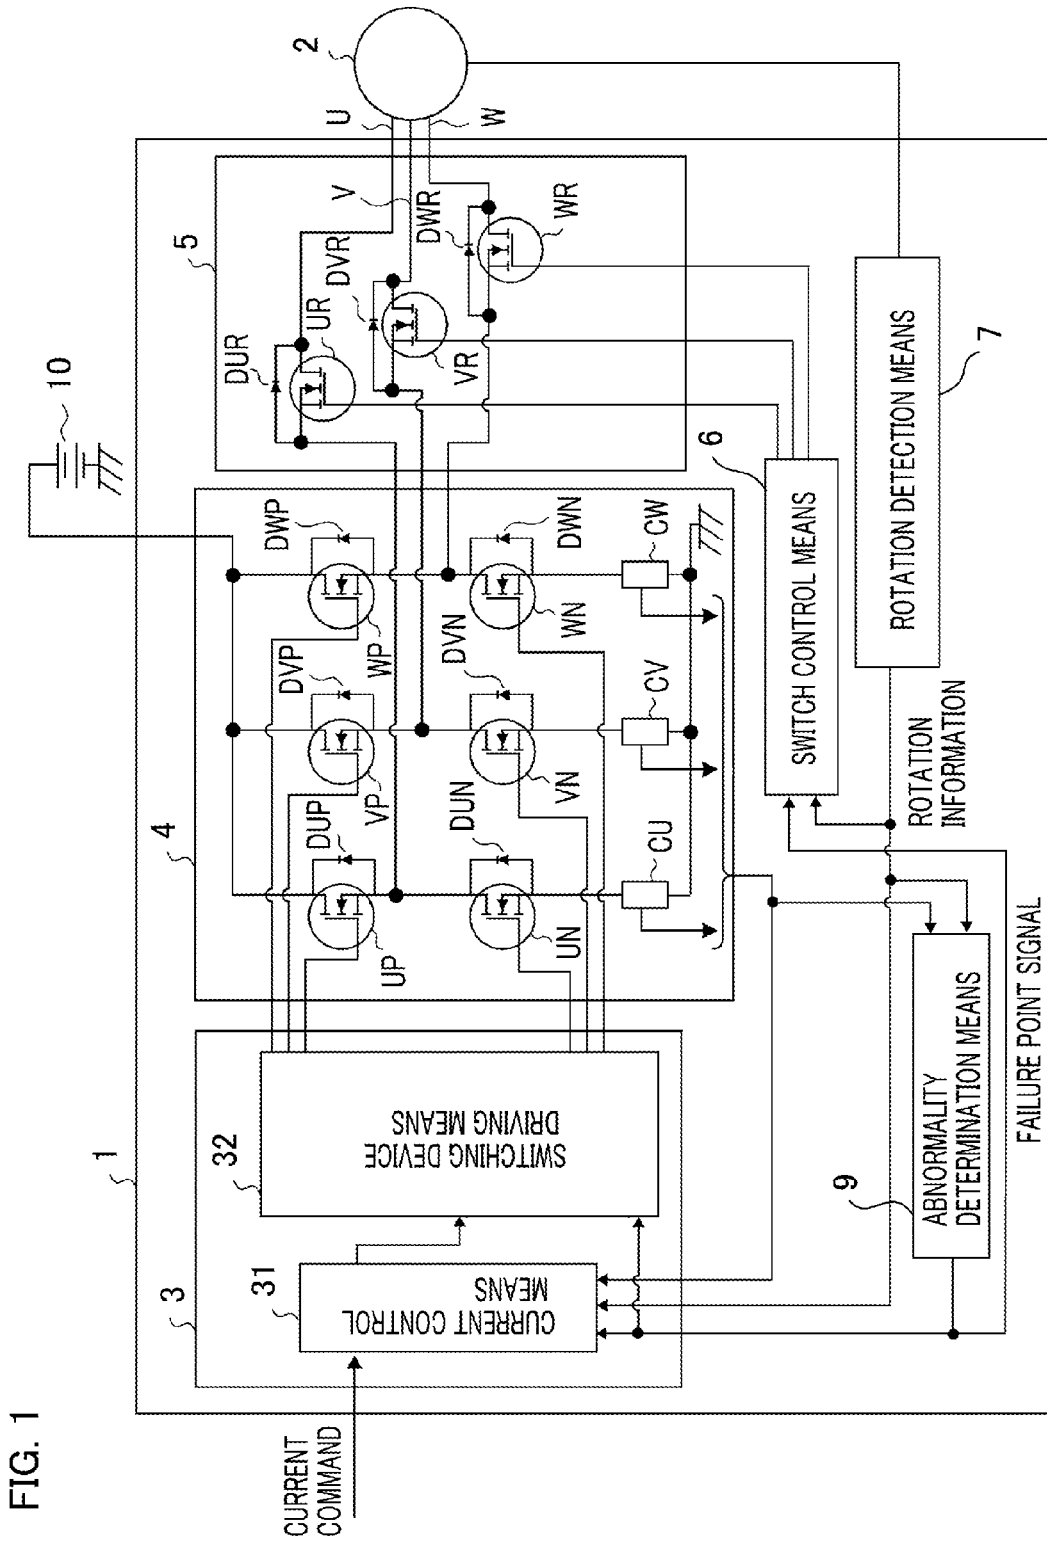 FIG. 1
CURRENT
COMMAND
1
3
31
CURRENT CONTROL
MEANS
32
SWITCHING DEVICE
DRIVING MEANS
4
UP
DUP
VP
DVP
WP
DWP
UN
DUN
VN
DVN
WN
DWN
CU
CV
CW
10
5
DUR
UR
DVR
VR
DWR
WR
U
V
W
2
6
SWITCH CONTROL MEANS
7
ROTATION DETECTION MEANS
ROTATION
INFORMATION
9
ABNORMALITY
DETERMINATION MEANS
FAILURE POINT SIGNAL